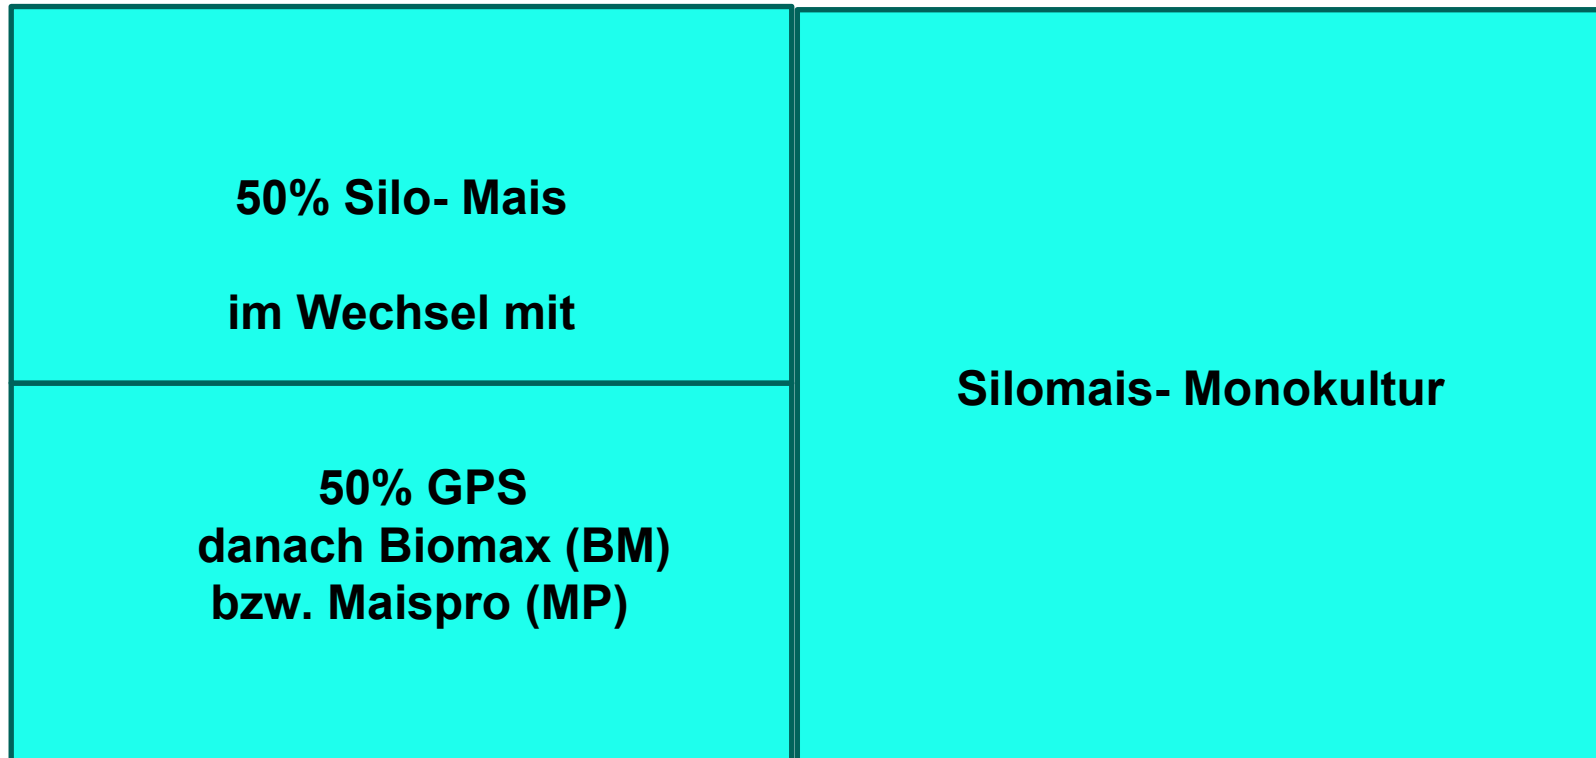 50% Silo- Mais
im Wechsel mit
50% GPS
danach Biomax (BM)
bzw. Maispro (MP)
Silomais- Monokultur